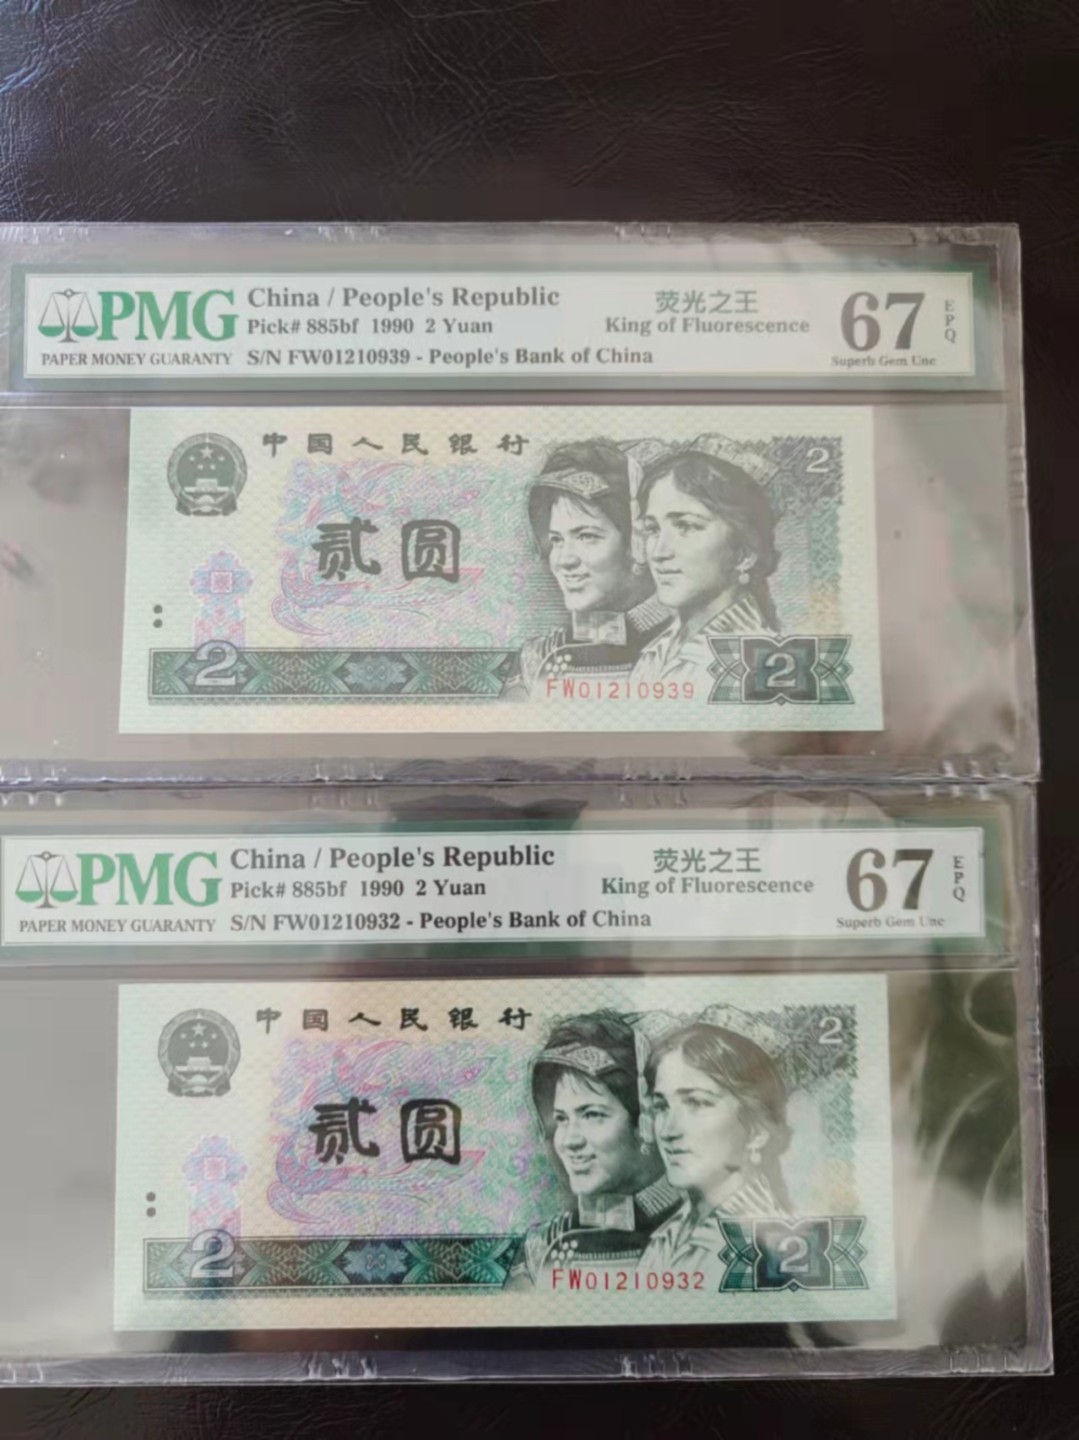 PMG
PAPER MONEY GUARANTY
China / People's Republic
Pick# 885bf 1990 2 Yuan
S/N FW01210939 - People's Bank of China
荧光之王
King of Fluorescence
67
EPQ
Superb Gem Unc
中国人民银行
2
贰圆
2
FW01210939
2
PMG
PAPER MONEY GUARANTY
China / People's Republic
Pick# 885bf 1990 2 Yuan
S/N FW01210932 - People's Bank of China
荧光之王
King of Fluorescence
67
EPQ
Superb Gem Unc
中国人民银行
2
贰圆
2
FW01210932
2